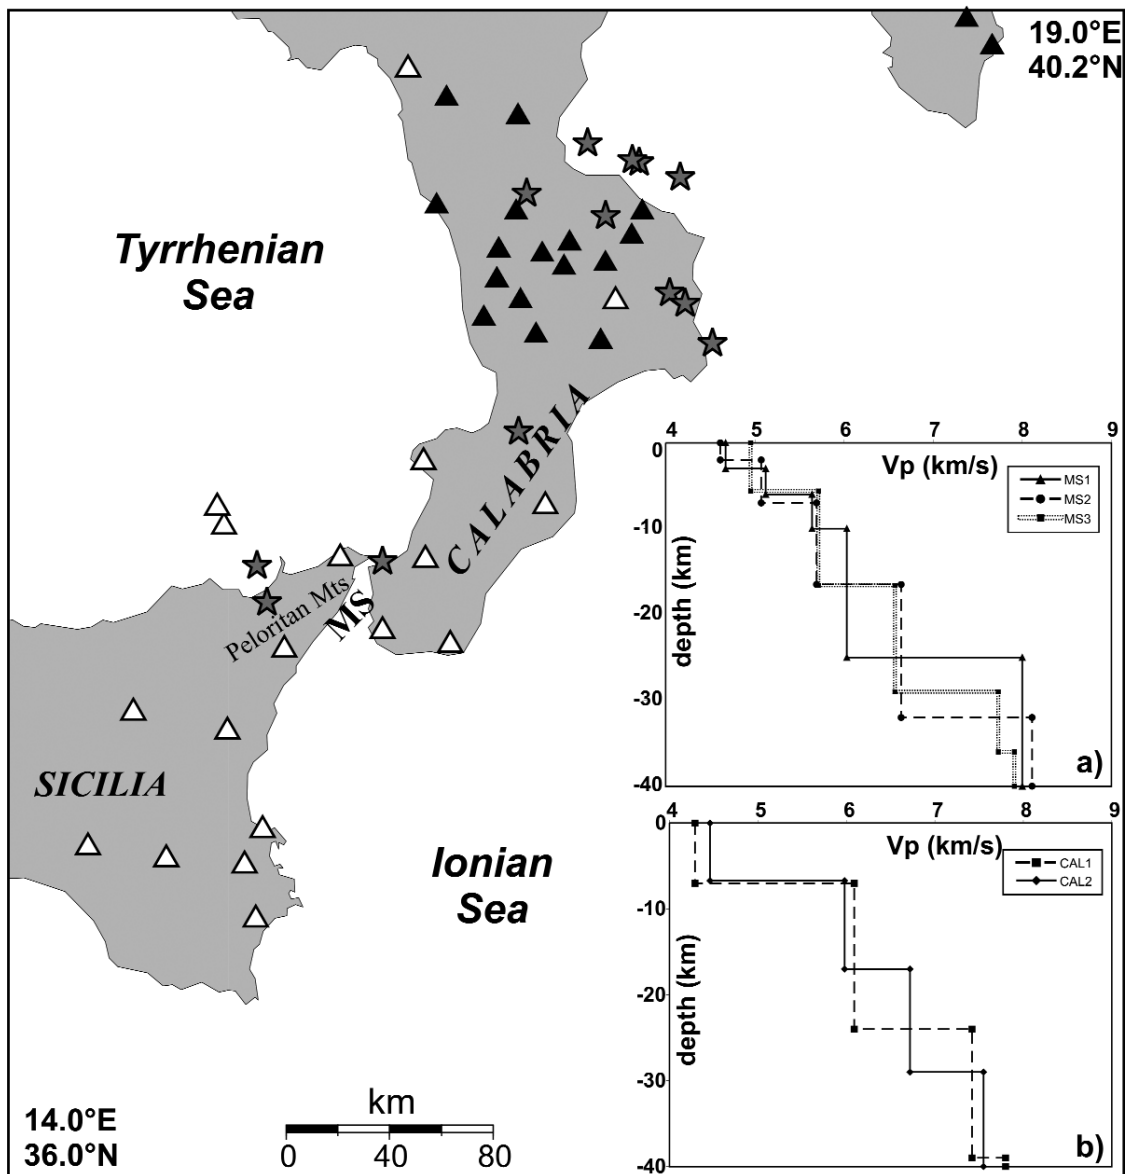 19.0°E
40.2°N
Tyrrhenian
Sea
CALABRIA
Peloritan Mts
MS
SICILIA
Ionian
Sea
14.0°E
36.0°N
km
0 40 80
4 5 6 7 8 9
Vp (km/s)
0
-10
-20
-30
-40
depth (km)
MS1
MS2
MS3
a)
4 5 6 7 8 9
Vp (km/s)
0
-10
-20
-30
-40
depth (km)
CAL1
CAL2
b)